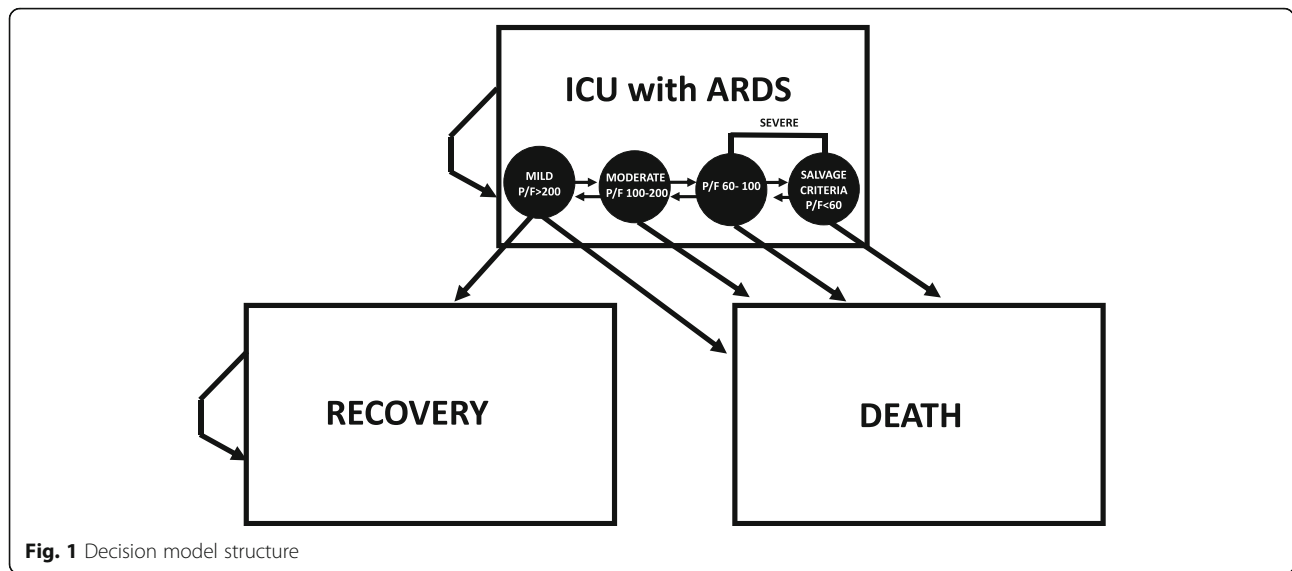 ICU with ARDS
SEVERE
MILD
P/F>200
MODERATE
P/F 100-200
P/F 60- 100
SALVAGE
CRITERIA
P/F<60
RECOVERY
DEATH
Fig. 1 Decision model structure